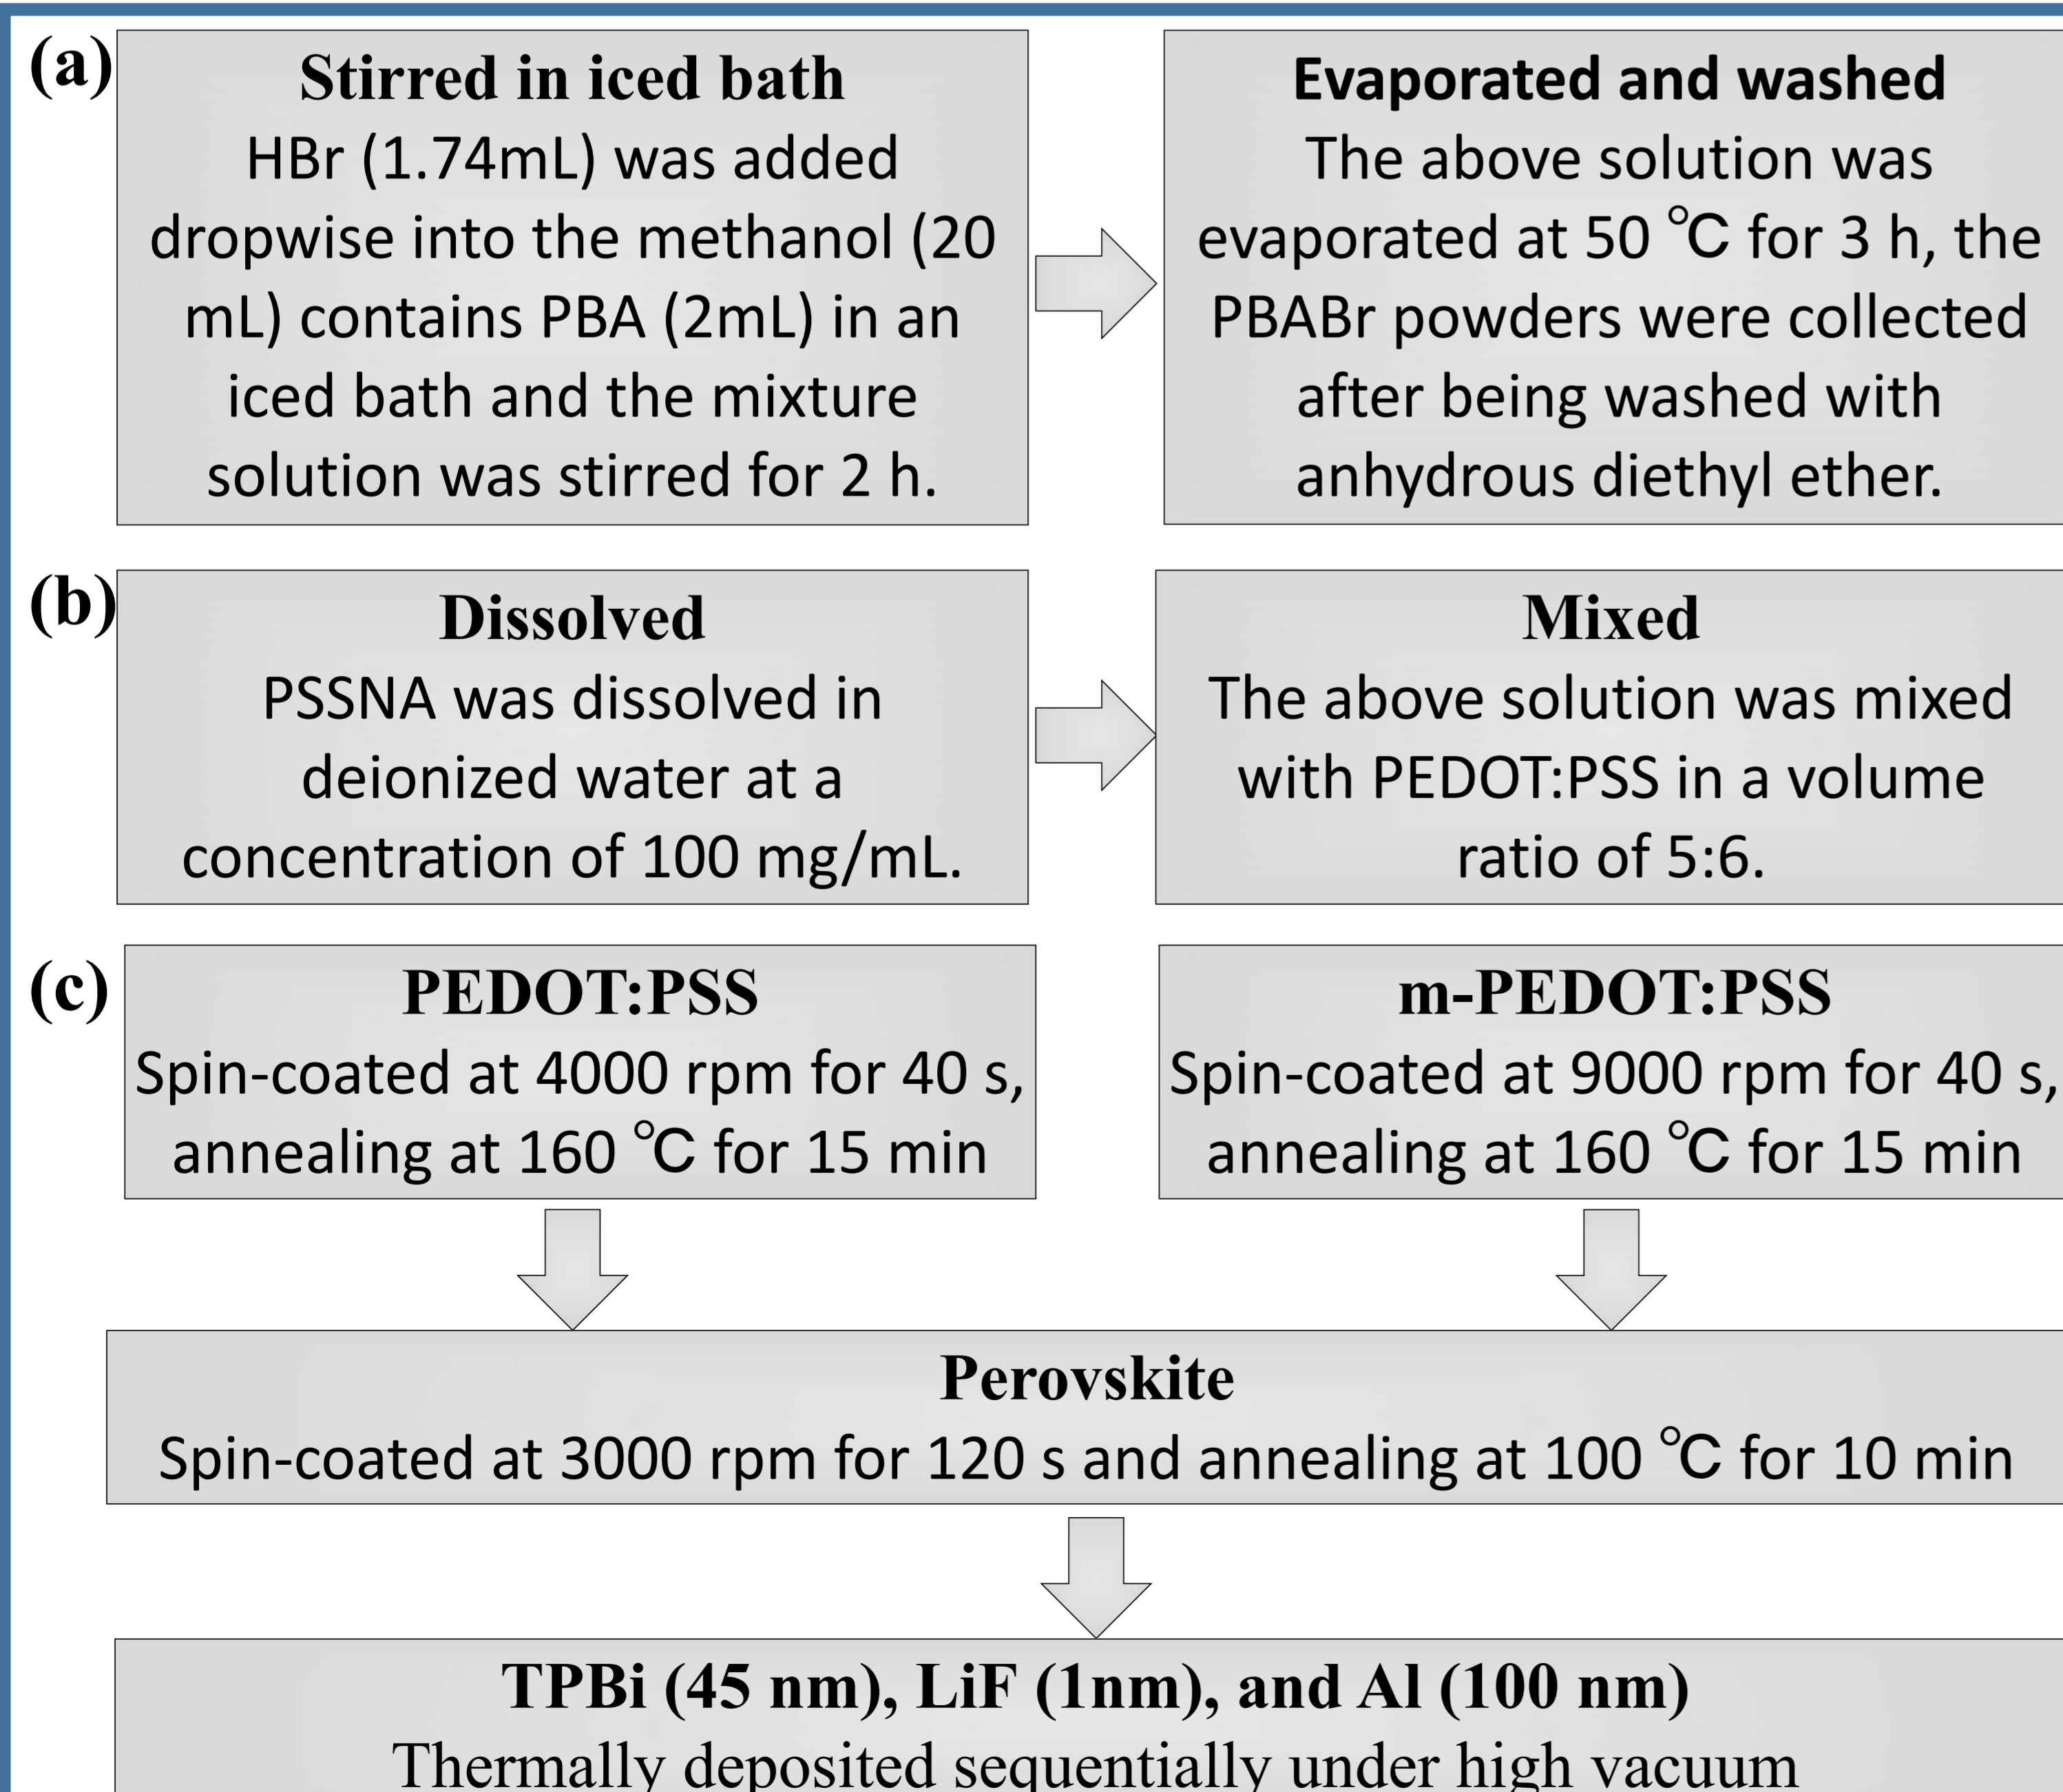 (a)
Stirred in iced bath
HBr (1.74mL) was added
dropwise into the methanol (20
mL) contains PBA (2mL) in an
iced bath and the mixture
solution was stirred for 2 h.
Evaporated and washed
The above solution was
evaporated at 50 ℃ for 3 h, the
PBABr powders were collected
after being washed with
anhydrous diethyl ether.
(b)
Dissolved
PSSNA was dissolved in
deionized water at a
concentration of 100 mg/mL.
Mixed
The above solution was mixed
with PEDOT:PSS in a volume
ratio of 5:6.
(c)
PEDOT:PSS
Spin-coated at 4000 rpm for 40 s,
annealing at 160 ℃ for 15 min
m-PEDOT:PSS
Spin-coated at 9000 rpm for 40 s,
annealing at 160 ℃ for 15 min
Perovskite
Spin-coated at 3000 rpm for 120 s and annealing at 100 ℃ for 10 min
TPBi (45 nm), LiF (1nm), and Al (100 nm)
Thermally deposited sequentially under high vacuum